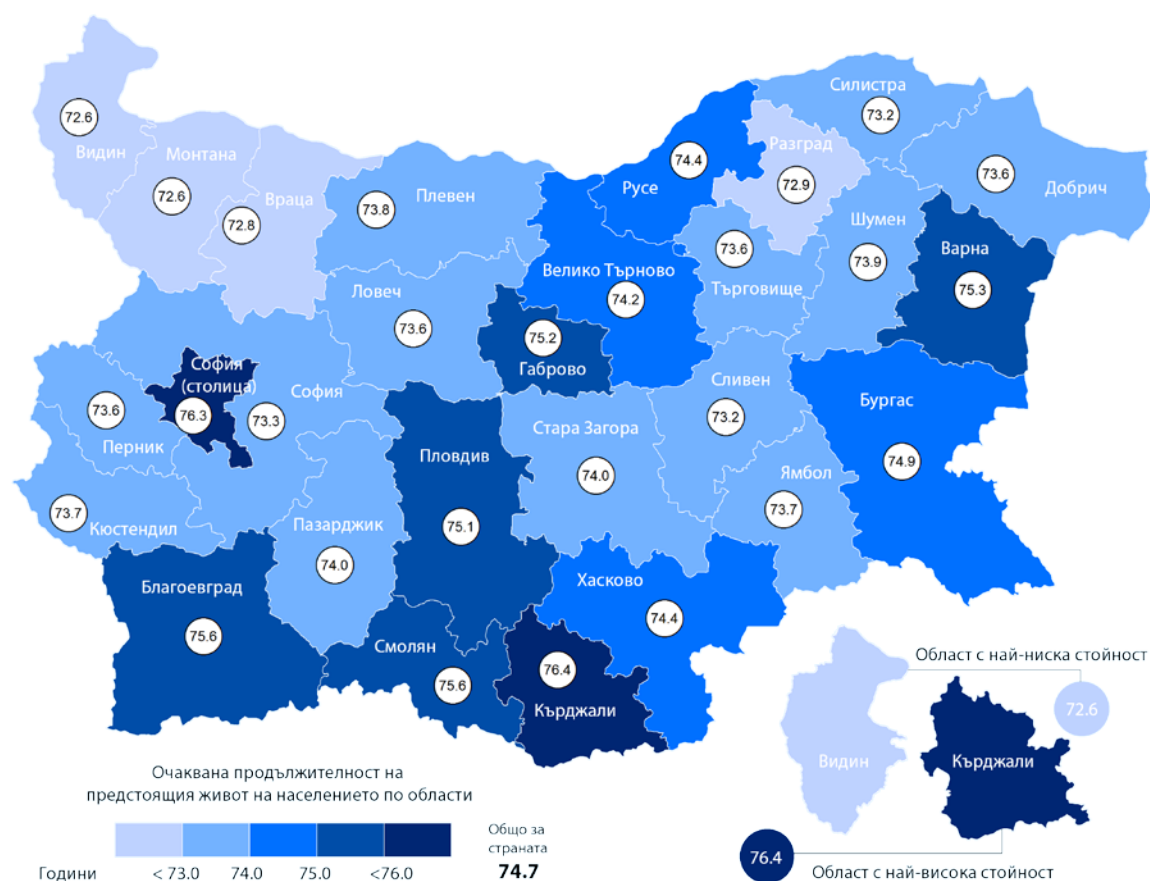 Силистра
73.2
72.6
Видин
Монтана
72.6
Враца
72.8
Плевен
73.8
74.4
Русе
Разград
72.9
73.6
Добрич
Шумен
73.9
Варна
75.3
Велико Търново
74.2
73.6
Търговище
Ловеч
73.6
75.2
Габрово
София
(столица)
76.3
София
73.3
73.6
Перник
Сливен
73.2
Бургас
74.9
Стара Загора
74.0
Пловдив
75.1
Ямбол
73.7
73.7
Кюстендил
Пазарджик
74.0
Благоевград
75.6
Хасково
74.4
Смолян
75.6
76.4
Кърджали
Област с най-ниска стойност
72.6
Видин
Кърджали
76.4
Област с най-висока стойност
Очаквана продължителност на
предстоящия живот на населението по области
Години
< 73.0 74.0 75.0 <76.0
Общо за
страната
74.7